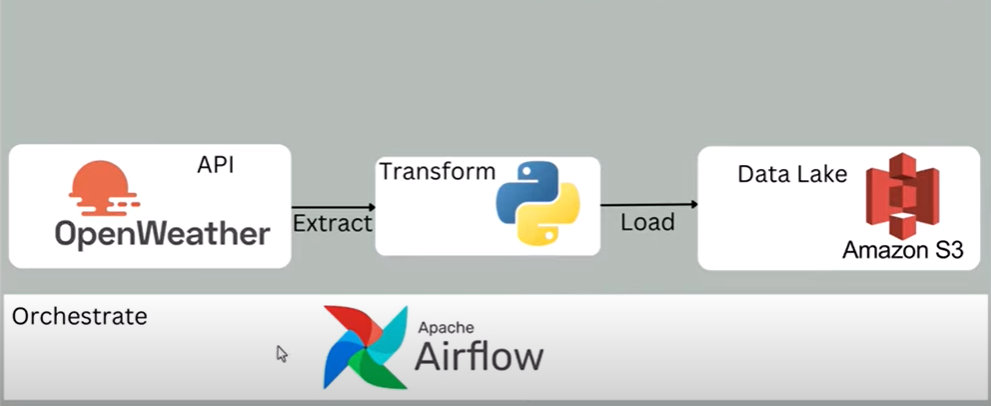 API
OpenWeather
Extract
Transform
Load
Data Lake
Amazon S3
Orchestrate
Apache
Airflow